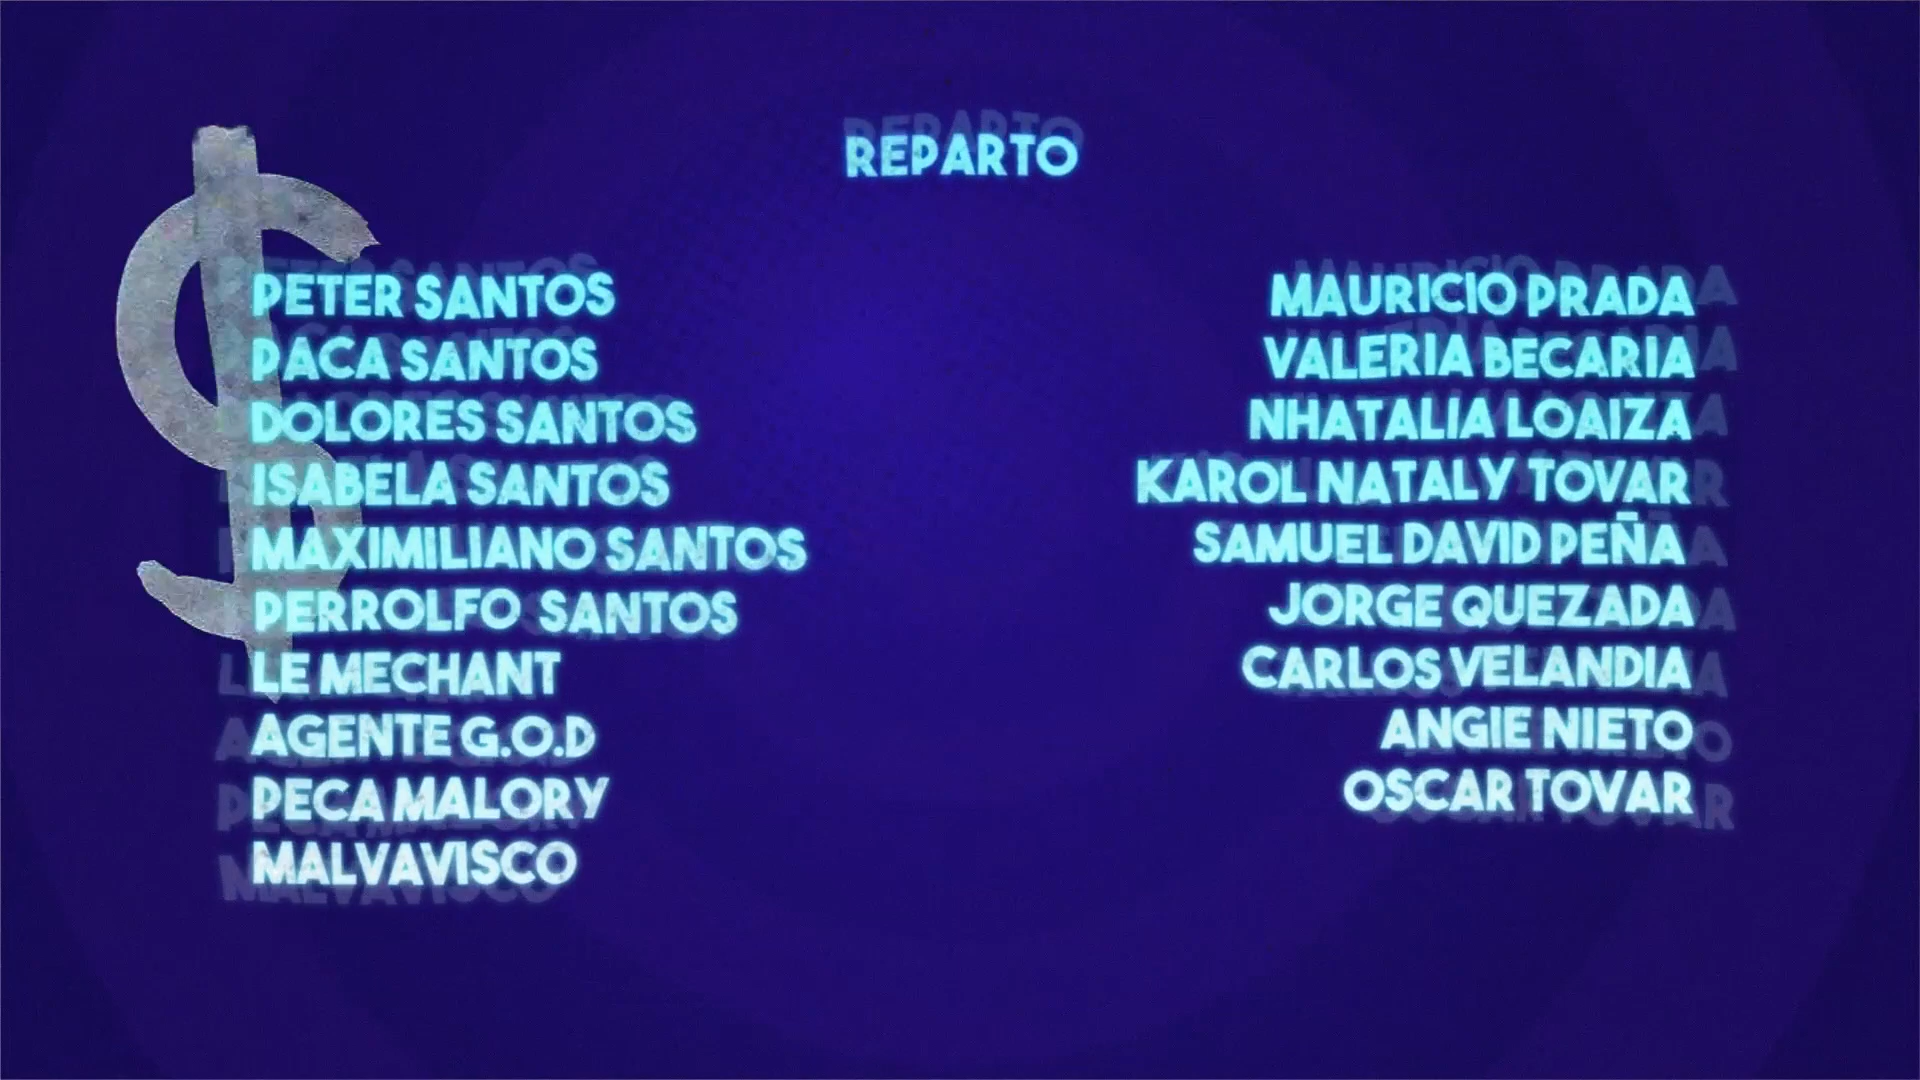 REPARTO
PETER SANTOS MAURICIO PRADA
PACA SANTOS VALERIA BECARIA
DOLORES SANTOS NHATALIA LOAIZA
ISABELA SANTOS KAROL NATALY TOVAR
MAXIMILIANO SANTOS SAMUEL DAVID PEÑA
PERROLFO SANTOS JORGE QUEZADA
LE MECHANT CARLOS VELANDIA
AGENTE G.O.D ANGIE NIETO
PECA MALORY OSCAR TOVAR
MALVAVISCO